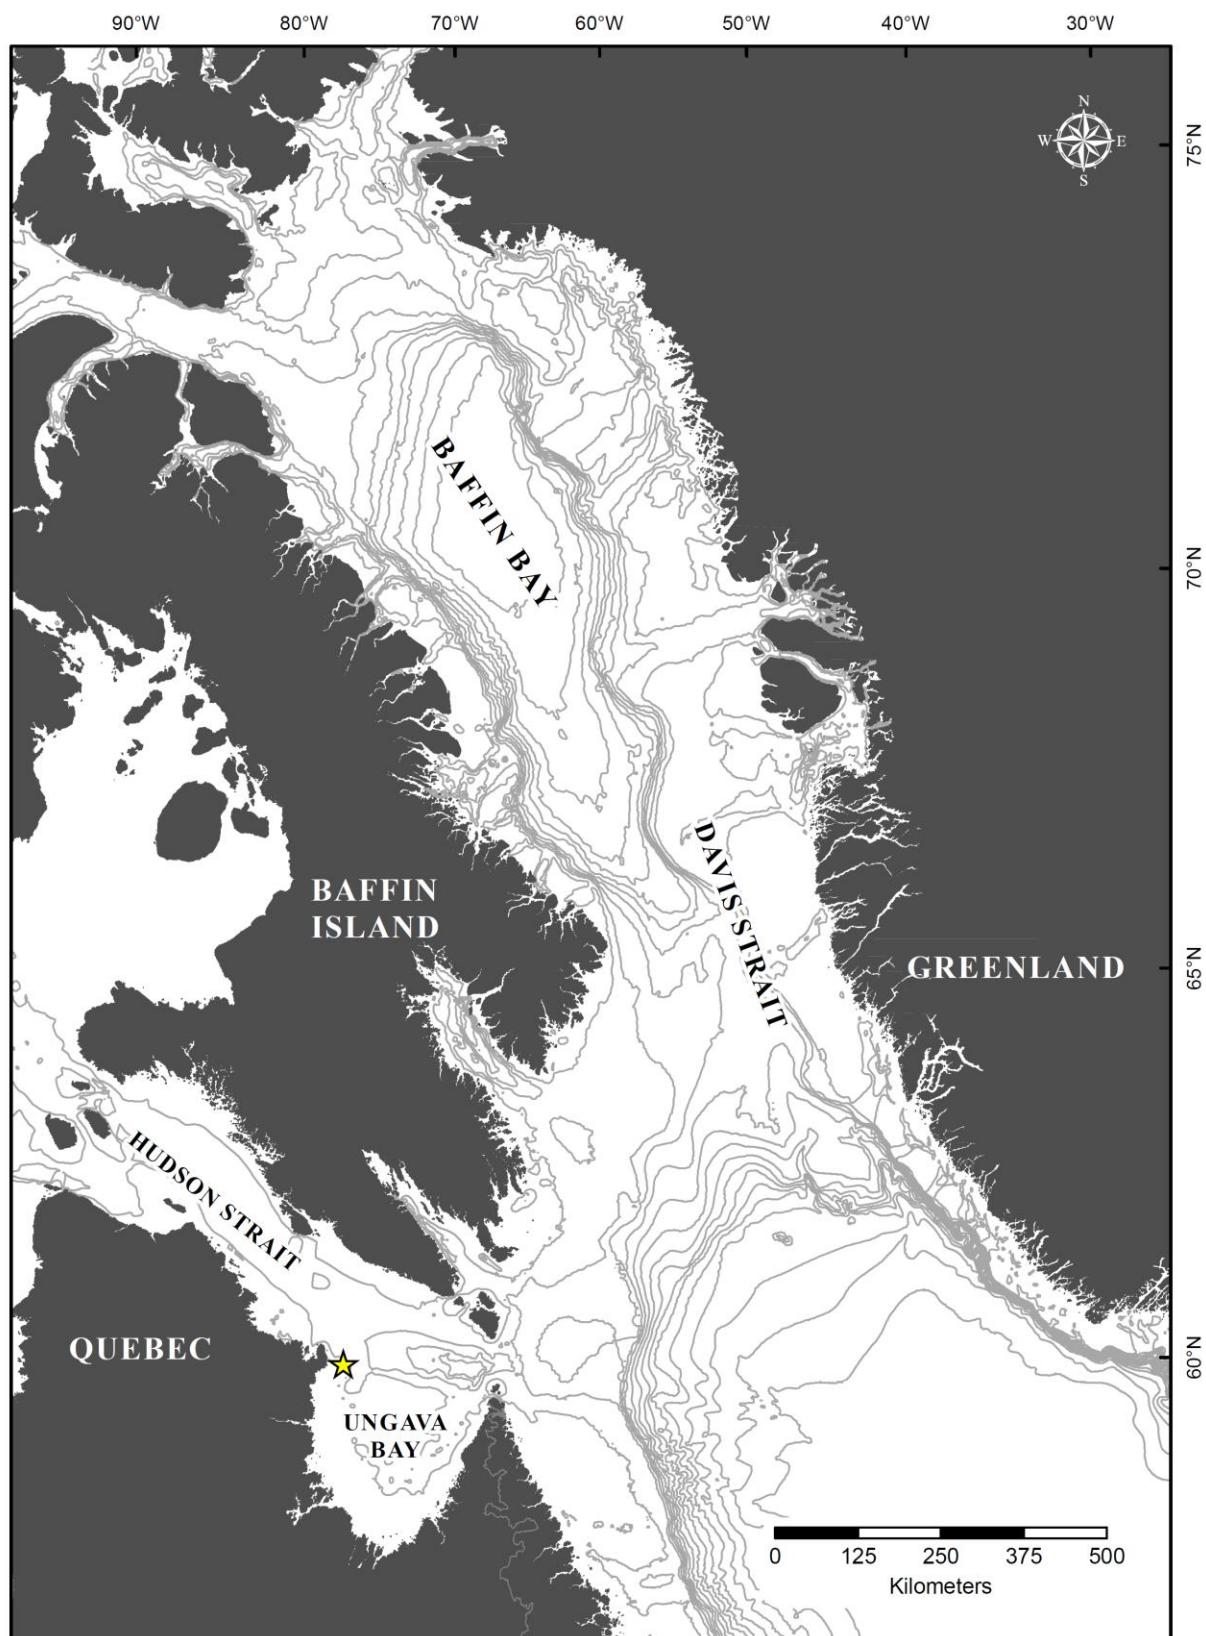 90°W 80°W 70°W 60°W 50°W 40°W 30°W
N
W E
S
75°N
BAFFIN BAY
70°N
DAVIS STRAIT
BAFFIN
ISLAND
GREENLAND
65°N
HUDSON STRAIT
QUEBEC
60°N
UNGAVA
BAY
0 125 250 375 500
Kilometers